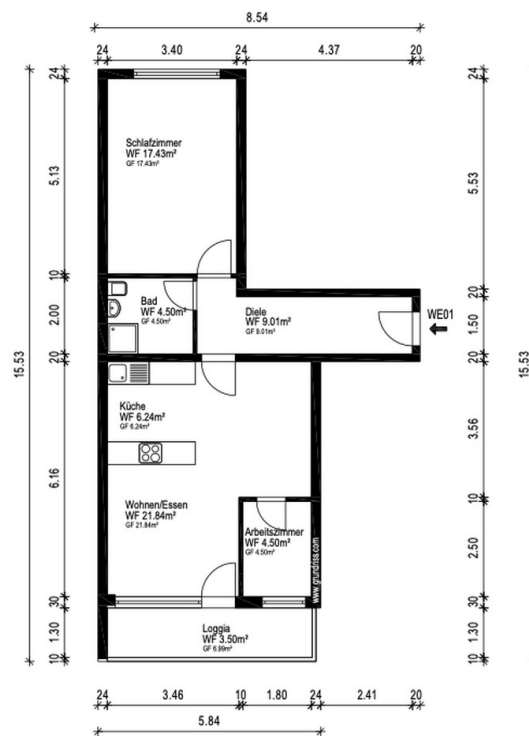 8.54
24 3.40 24 4.37 20
24
5.13
10
2.00
20
6.16
30
1.30
10
15.53
Schlafzimmer
WF 17.43m²
GF 17.43m²
Bad
WF 4.50m²
GF 4.50m²
Diele
WF 9.01m²
GF 9.01m²
WE01
Küche
WF 6.24m²
GF 6.24m²
Wohnen/Essen
WF 21.84m²
GF 21.84m²
Arbeitszimmer
WF 4.50m²
GF 4.50m²
www.grundriss.com
Loggia
WF 3.50m²
GF 6.99m²
24
5.53
20
1.50
20
3.56
10
2.50
30
1.30
10
15.53
24 3.46 10 1.80 24 2.41 20
5.84